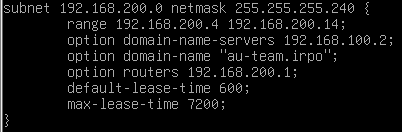 subnet 192.168.200.0 netmask 255.255.255.240 {
range 192.168.200.4 192.168.200.14;
option domain-name-servers 192.168.100.2;
option domain-name "au-team.irpo";
option routers 192.168.200.1;
default-lease-time 600;
max-lease-time 7200;
}